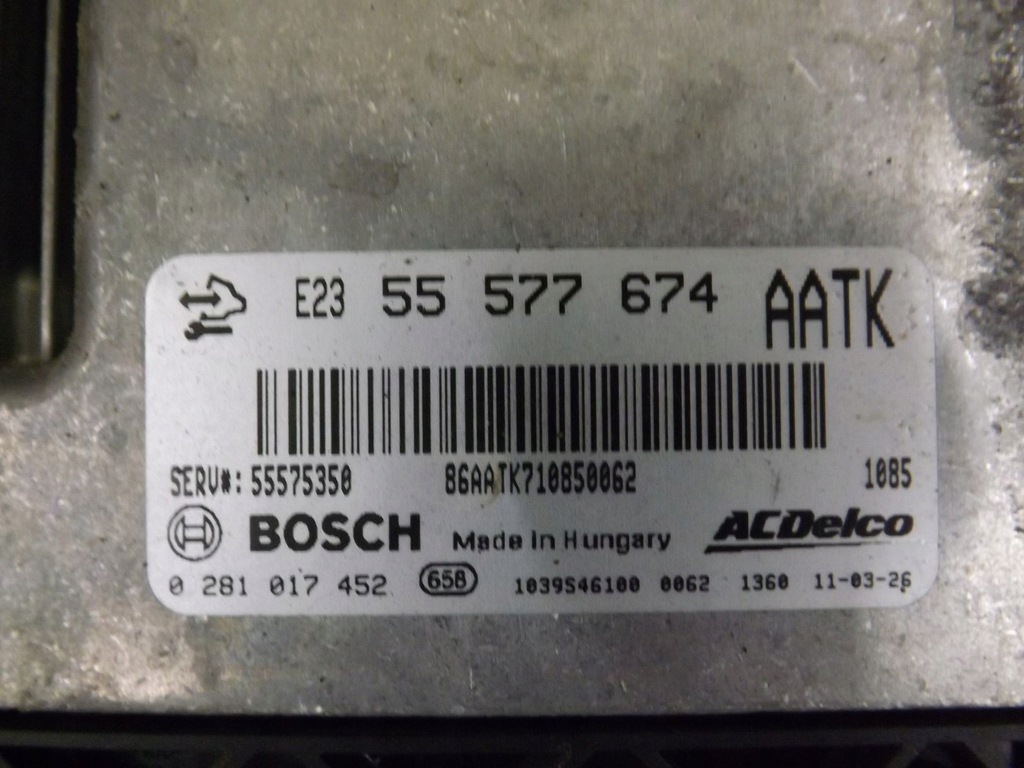 E23 55 577 674 AATK
SERV#: 55575350 86AATK710850062 1085
BOSCH Made in Hungary ACDelco
0 281 017 452 658 1039S46100 0062 1360 11-03-26